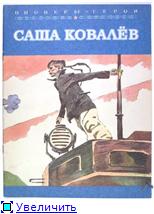 ПИОНЕРЫ-ГЕРОИ
САША КОВАЛЁВ
Увеличить